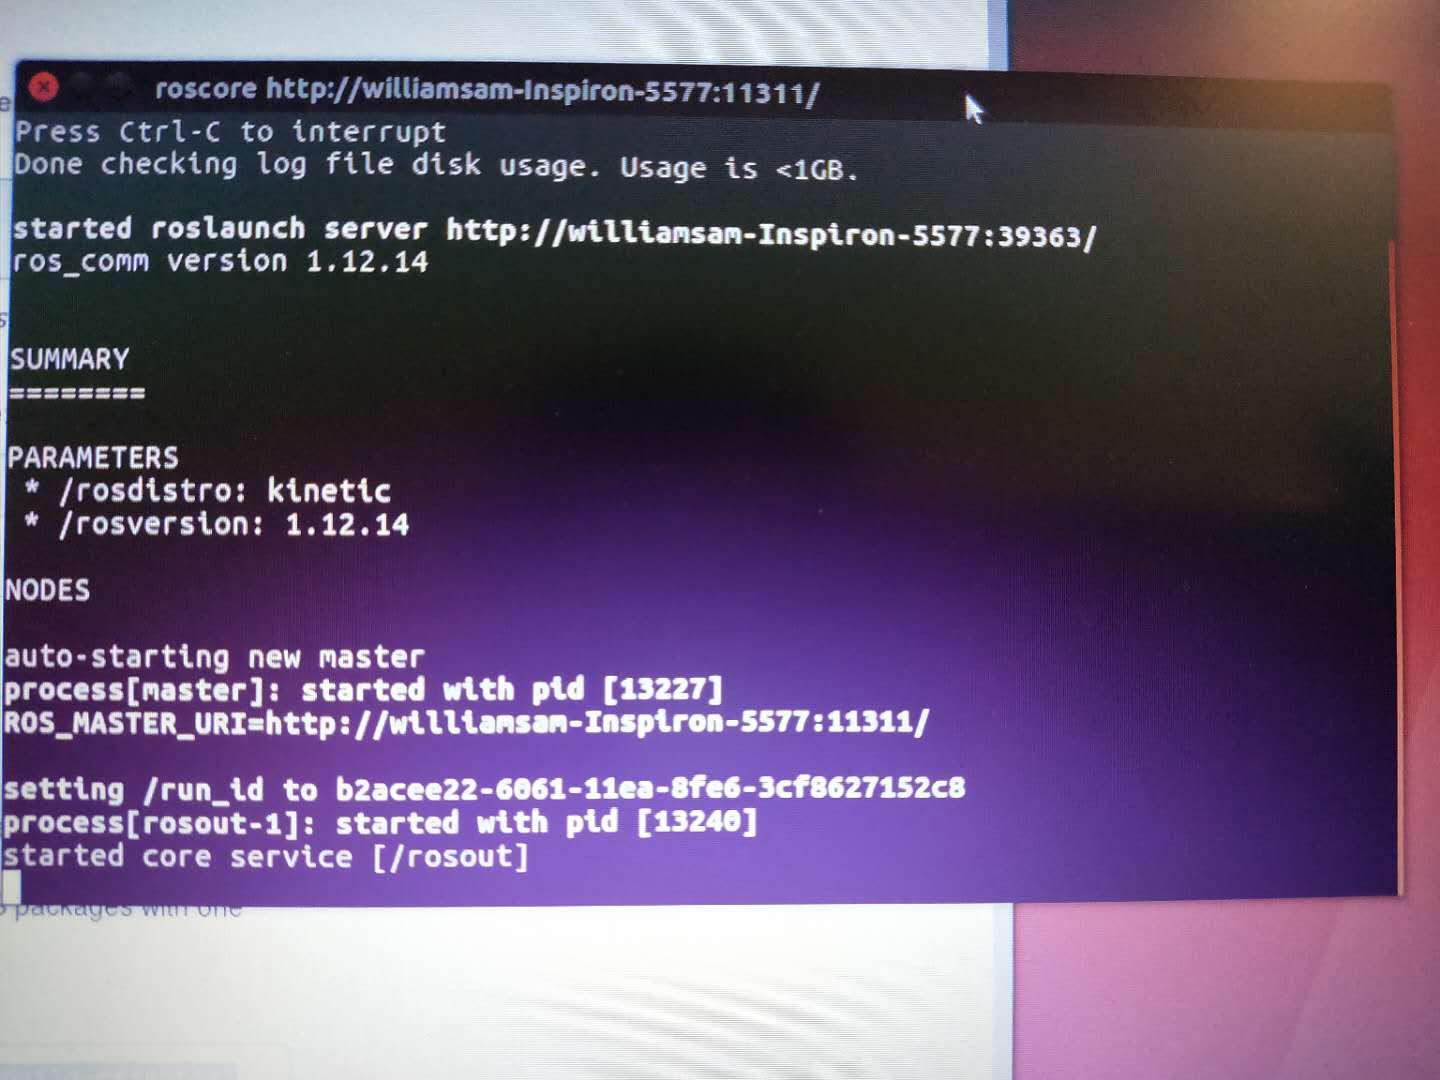 roscore http://williamsam-Inspiron-5577:11311/
Press Ctrl-C to interrupt
Done checking log file disk usage. Usage is <1GB.
started roslaunch server http://williamsam-Inspiron-5577:39363/
ros_comm version 1.12.14
SUMMARY
========
PARAMETERS
* /rosdistro: kinetic
* /rosversion: 1.12.14
NODES
auto-starting new master
process[master]: started with pid [13227]
ROS_MASTER_URI=http://williamsam-Inspiron-5577:11311/
setting /run_id to b2acee22-6061-11ea-8fe6-3cf8627152c8
process[rosout-1]: started with pid [13240]
started core service [/rosout]
packages with one